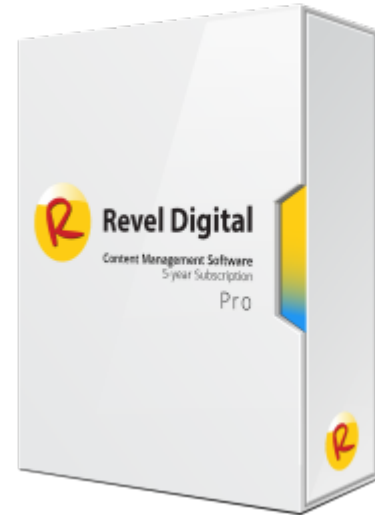 R
Revel Digital
Content Management Software
5-year Subscription
Pro
R